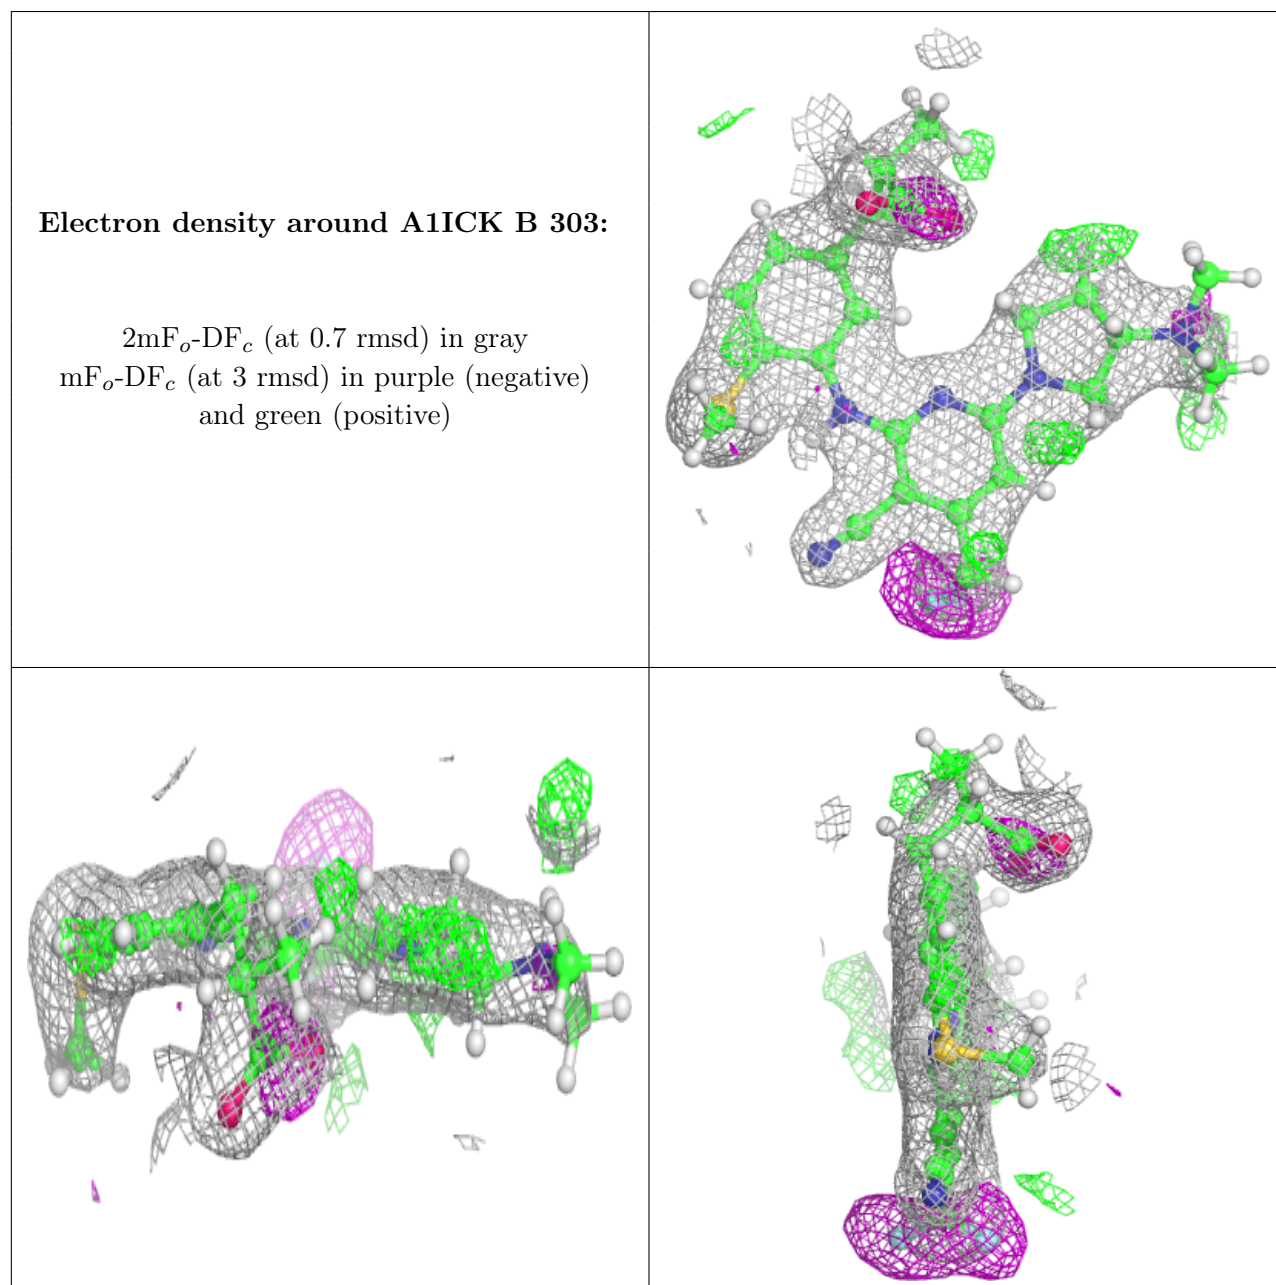 Electron density around A1ICK B 303:
2mFo-DFc (at 0.7 rmsd) in gray
mFo-DFc (at 3 rmsd) in purple (negative)
and green (positive)